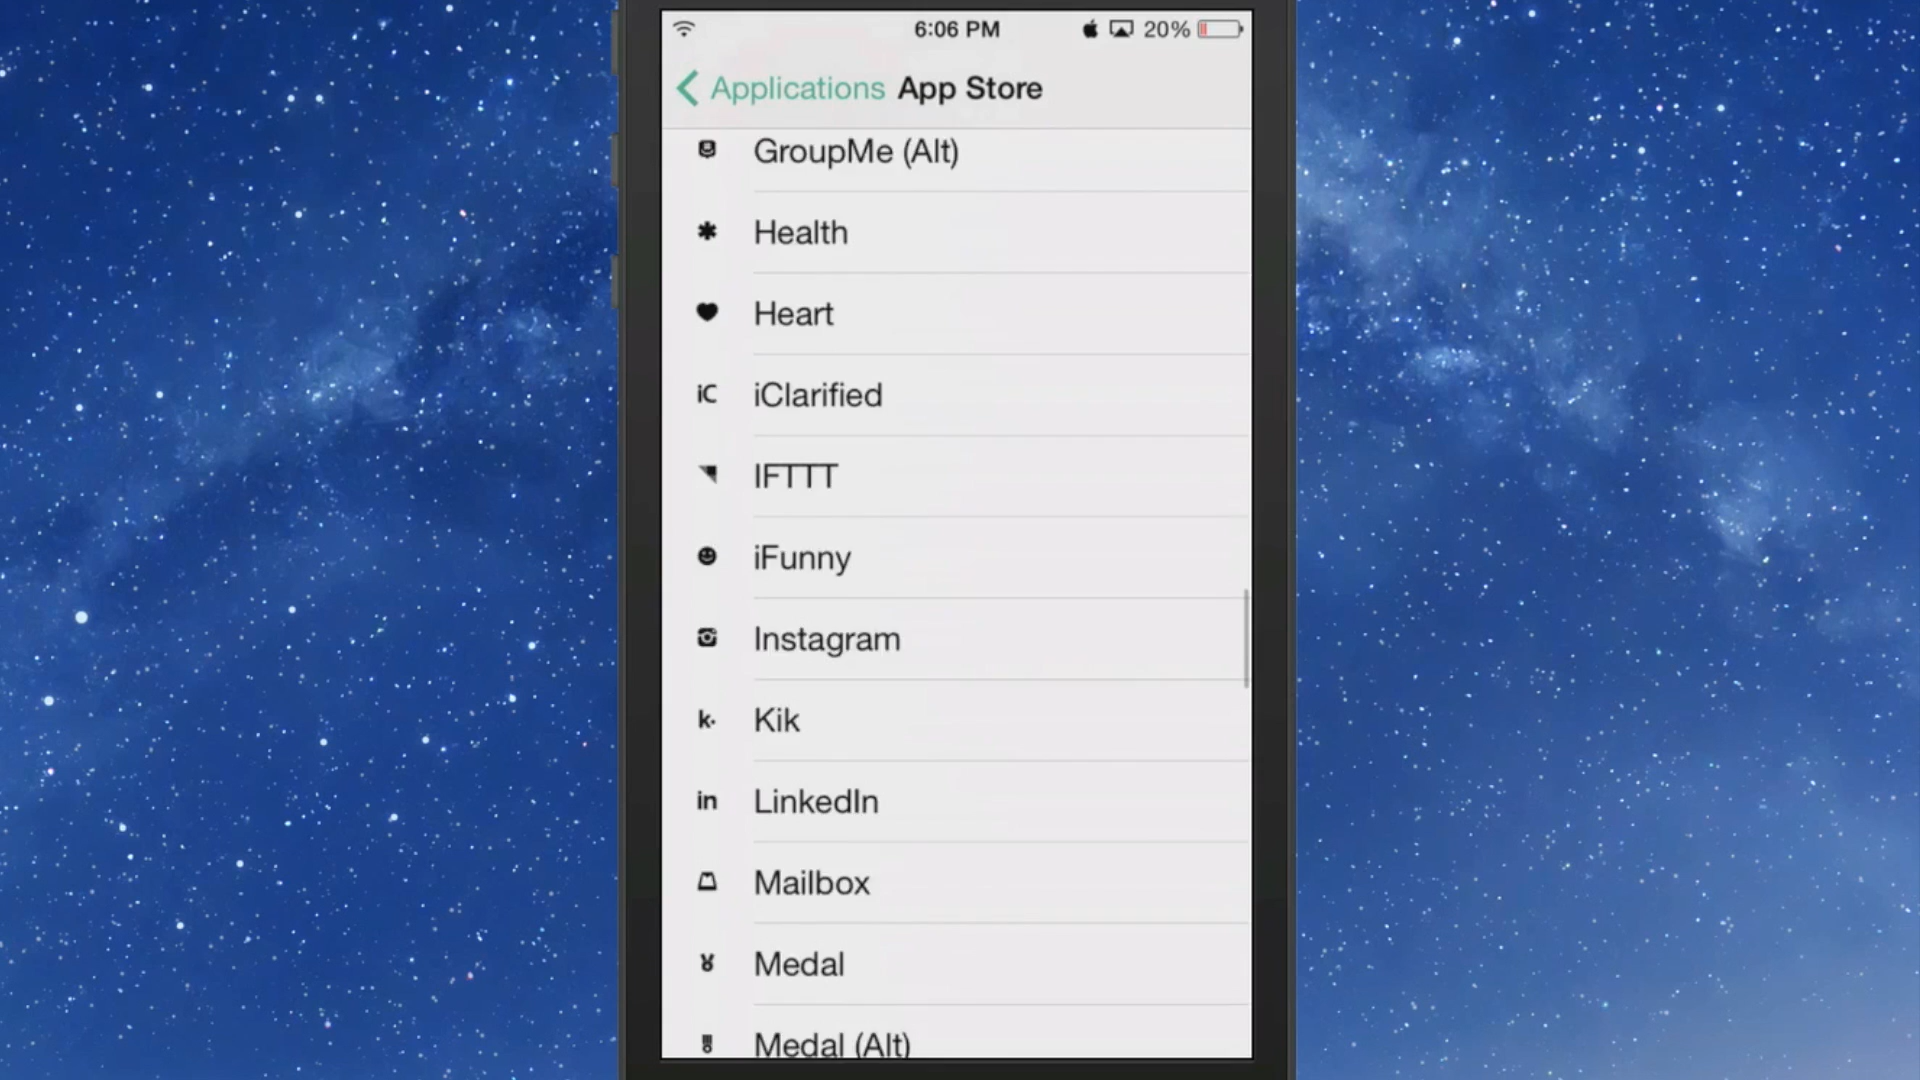 6:06 PM 20%
Applications App Store
GroupMe (Alt)
Health
Heart
iC iClarified
IFTTT
iFunny
Instagram
k. Kik
in LinkedIn
Mailbox
Medal
Medal (Alt)